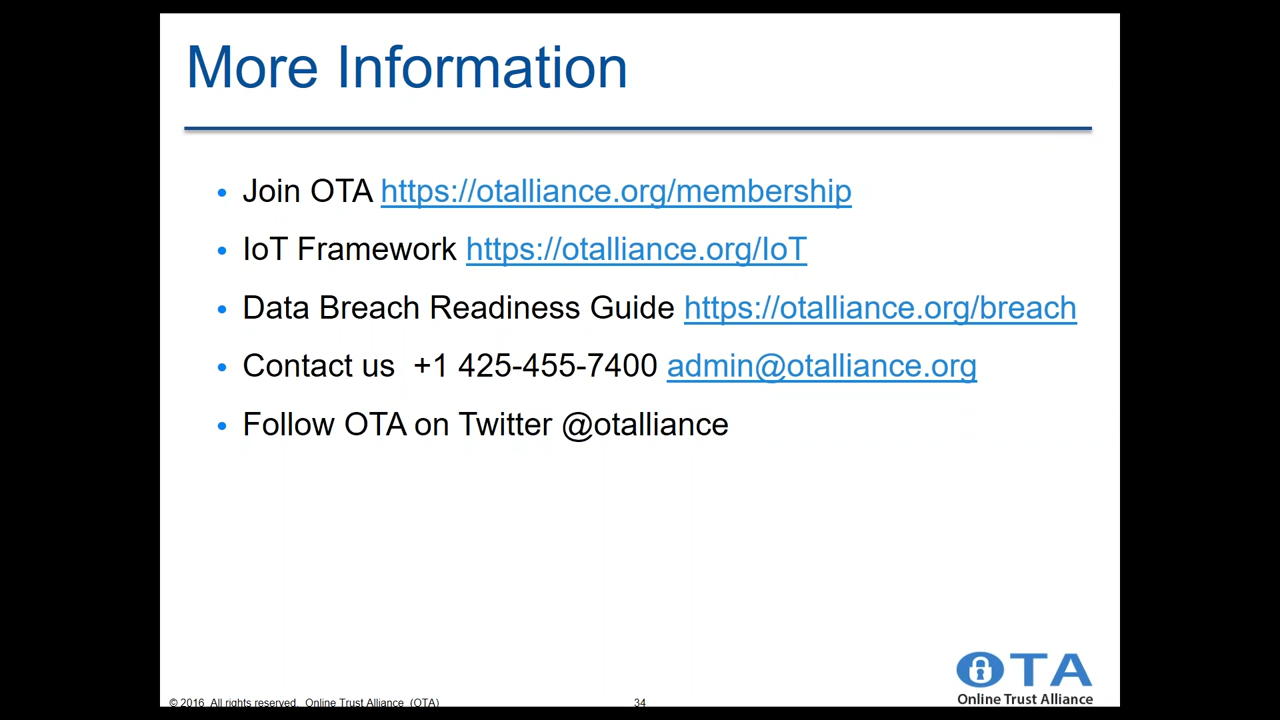 More Information
• Join OTA https://otalliance.org/membership
• IoT Framework https://otalliance.org/IoT
• Data Breach Readiness Guide https://otalliance.org/breach
• Contact us  +1 425-455-7400 admin@otalliance.org
• Follow OTA on Twitter @otalliance
OTA
Online Trust Alliance
© 2016  All rights reserved.  Online Trust Alliance  (OTA)
34